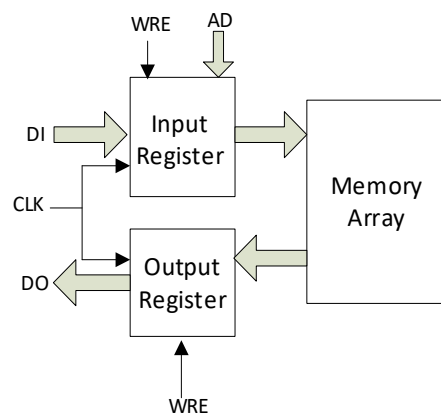 WRE
AD
DI
Input
Register
CLK
Memory
Array
DO
Output
Register
WRE